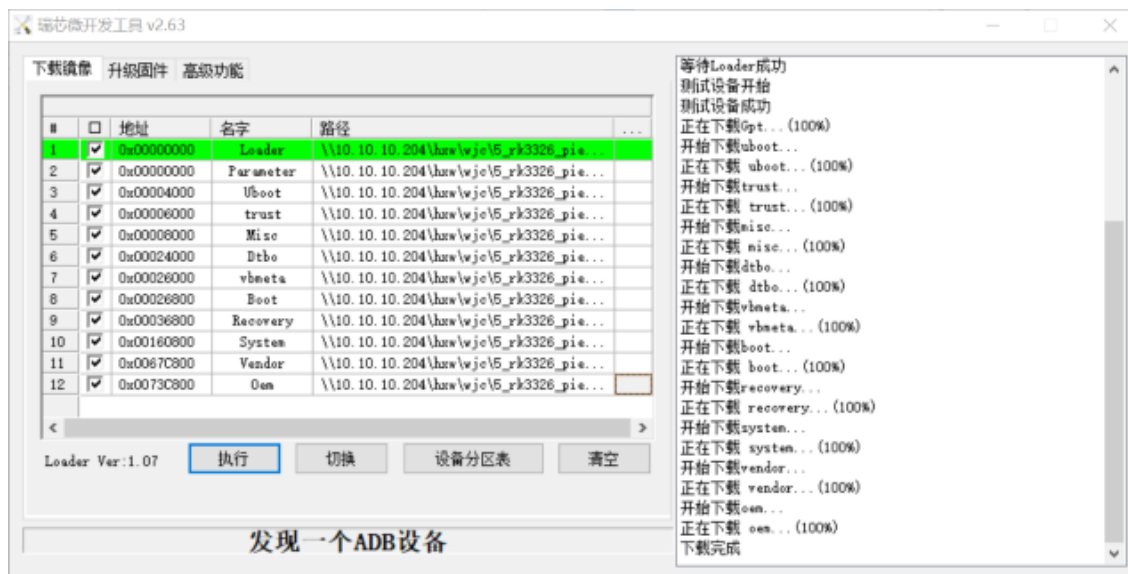 瑞芯微开发工具 v2.63
下载镜像 升级固件 高级功能
# 地址 名字 路径 ...
1 0x00000000 Loader \\10.10.10.204\hxw\wjc\5_rk3326_pie...
2 0x00000000 Parameter \\10.10.10.204\hxw\wjc\5_rk3326_pie...
3 0x00004000 Uboot \\10.10.10.204\hxw\wjc\5_rk3326_pie...
4 0x00006000 trust \\10.10.10.204\hxw\wjc\5_rk3326_pie...
5 0x00008000 Misc \\10.10.10.204\hxw\wjc\5_rk3326_pie...
6 0x00024000 Dtbo \\10.10.10.204\hxw\wjc\5_rk3326_pie...
7 0x00026000 vbmeta \\10.10.10.204\hxw\wjc\5_rk3326_pie...
8 0x00026800 Boot \\10.10.10.204\hxw\wjc\5_rk3326_pie...
9 0x00036800 Recovery \\10.10.10.204\hxw\wjc\5_rk3326_pie...
10 0x00160800 System \\10.10.10.204\hxw\wjc\5_rk3326_pie...
11 0x0067C800 Vendor \\10.10.10.204\hxw\wjc\5_rk3326_pie...
12 0x0073C800 Oem \\10.10.10.204\hxw\wjc\5_rk3326_pie...
Loader Ver:1.07 执行 切换 设备分区表 清空
发现一个ADB设备
等待Loader成功
测试设备开始
测试设备成功
正在下载Gpt...(100%)
开始下载uboot...
正在下载 uboot...(100%)
开始下载trust...
正在下载 trust...(100%)
开始下载misc...
正在下载 misc...(100%)
开始下载dtbo...
正在下载 dtbo...(100%)
开始下载vbmeta...
正在下载 vbmeta...(100%)
开始下载boot...
正在下载 boot...(100%)
开始下载recovery...
正在下载 recovery...(100%)
开始下载system...
正在下载 system...(100%)
开始下载vendor...
正在下载 vendor...(100%)
开始下载oem...
正在下载 oem...(100%)
下载完成